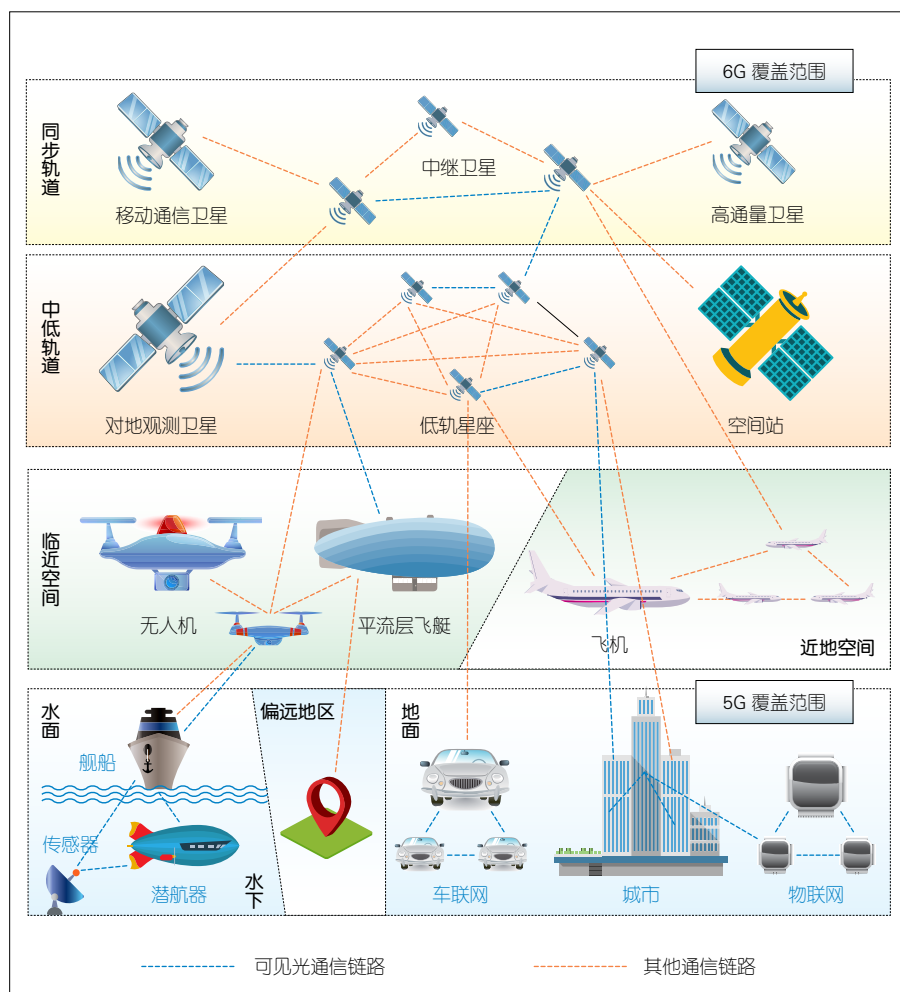 6G 覆盖范围
同步轨道
中继卫星
移动通信卫星
高通量卫星
中低轨道
对地观测卫星
低轨星座
空间站
临近空间
无人机
平流层飞艇
飞机
近地空间
5G 覆盖范围
水面
偏远地区
地面
舰船
传感器
潜航器
水下
车联网
城市
物联网
可见光通信链路
其他通信链路